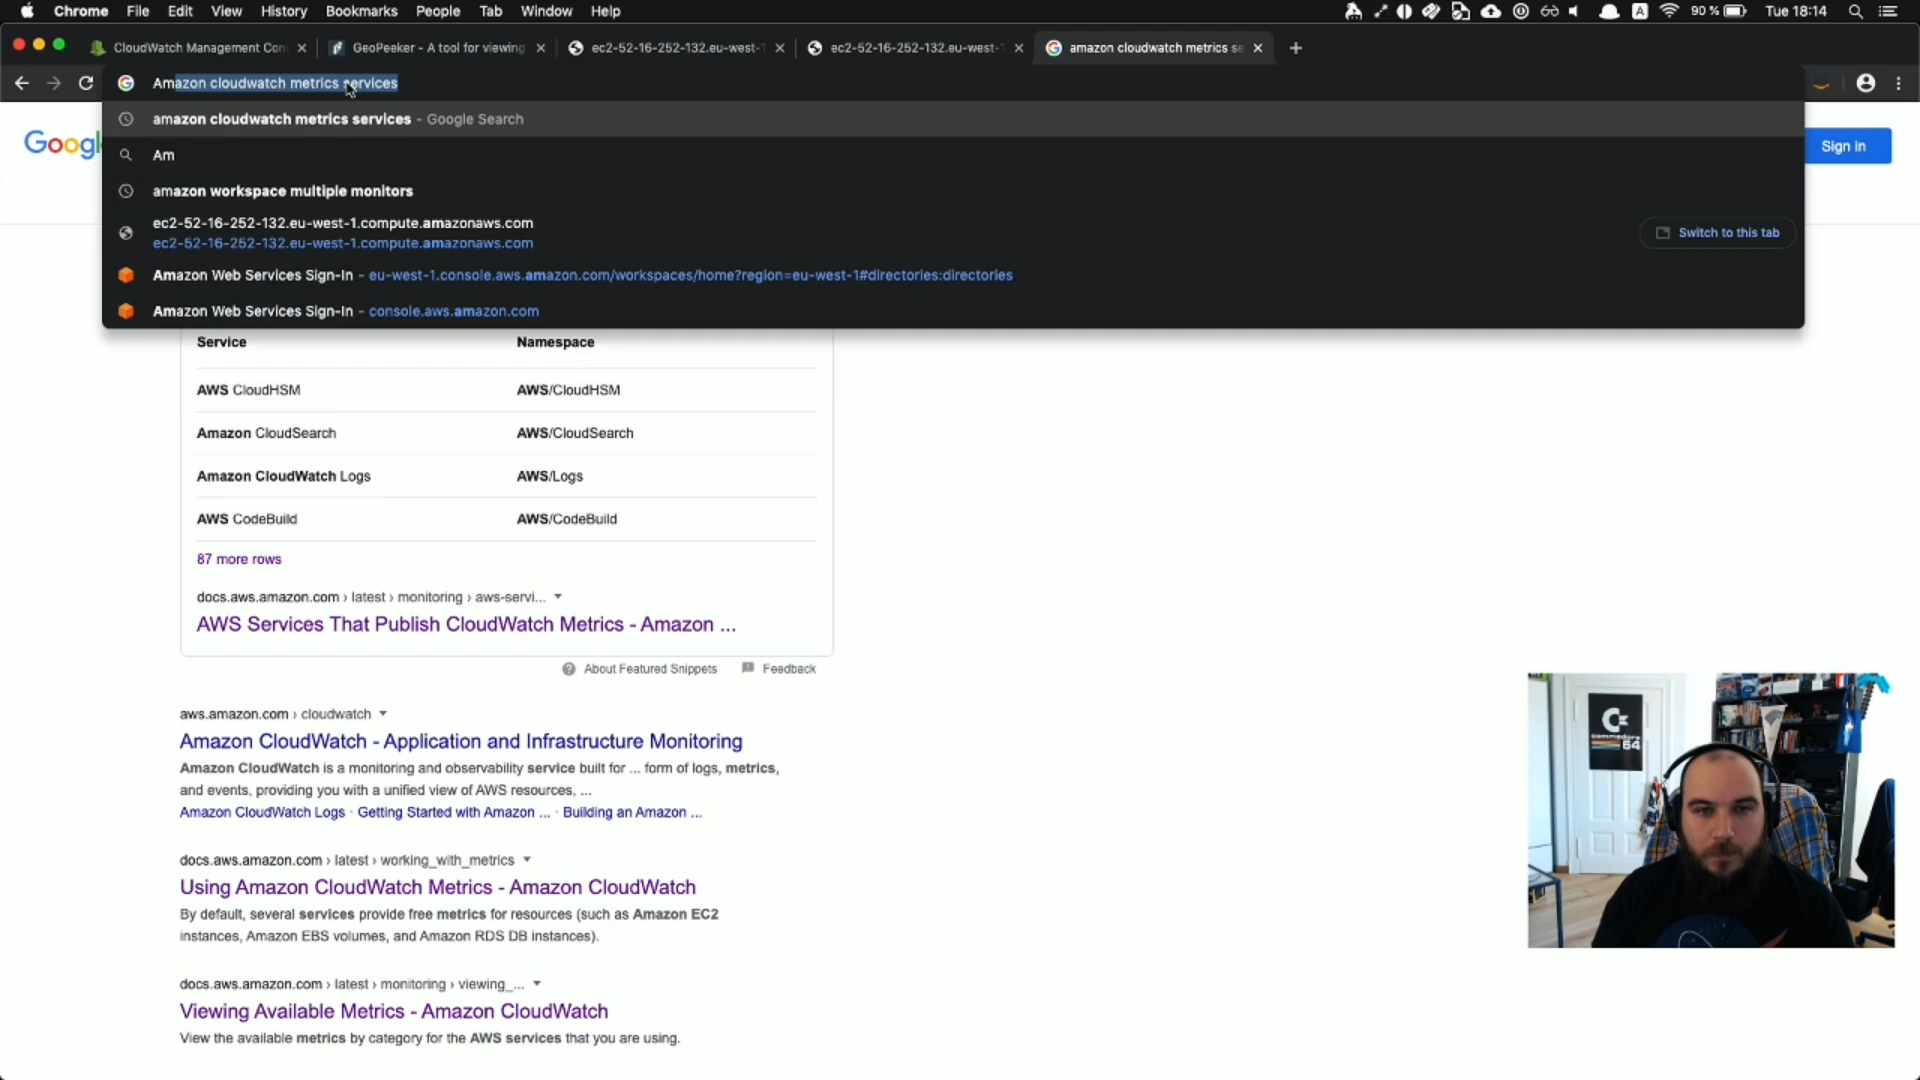 Chrome File Edit View History Bookmarks People Tab Window Help
90 % Tue 18:14
CloudWatch Management Con
GeoPeeker - A tool for viewing
ec2-52-16-252-132.eu-west-1
ec2-52-16-252-132.eu-west-1
amazon cloudwatch metrics se
Amazon cloudwatch metrics services
amazon cloudwatch metrics services - Google Search
Am
amazon workspace multiple monitors
ec2-52-16-252-132.eu-west-1.compute.amazonaws.com
ec2-52-16-252-132.eu-west-1.compute.amazonaws.com
Switch to this tab
Amazon Web Services Sign-In - eu-west-1.console.aws.amazon.com/workspaces/home?region=eu-west-1#directories:directories
Amazon Web Services Sign-In - console.aws.amazon.com
Googl
Sign in
Service Namespace
AWS CloudHSM AWS/CloudHSM
Amazon CloudSearch AWS/CloudSearch
Amazon CloudWatch Logs AWS/Logs
AWS CodeBuild AWS/CodeBuild
87 more rows
docs.aws.amazon.com › latest › monitoring › aws-servi...
AWS Services That Publish CloudWatch Metrics - Amazon ...
About Featured Snippets Feedback
aws.amazon.com › cloudwatch
Amazon CloudWatch - Application and Infrastructure Monitoring
Amazon CloudWatch is a monitoring and observability service built for ... form of logs, metrics,
and events, providing you with a unified view of AWS resources, ...
Amazon CloudWatch Logs · Getting Started with Amazon ... · Building an Amazon ...
docs.aws.amazon.com › latest › working_with_metrics
Using Amazon CloudWatch Metrics - Amazon CloudWatch
By default, several services provide free metrics for resources (such as Amazon EC2
instances, Amazon EBS volumes, and Amazon RDS DB instances).
docs.aws.amazon.com › latest › monitoring › viewing_...
Viewing Available Metrics - Amazon CloudWatch
View the available metrics by category for the AWS services that you are using.
commodore
64